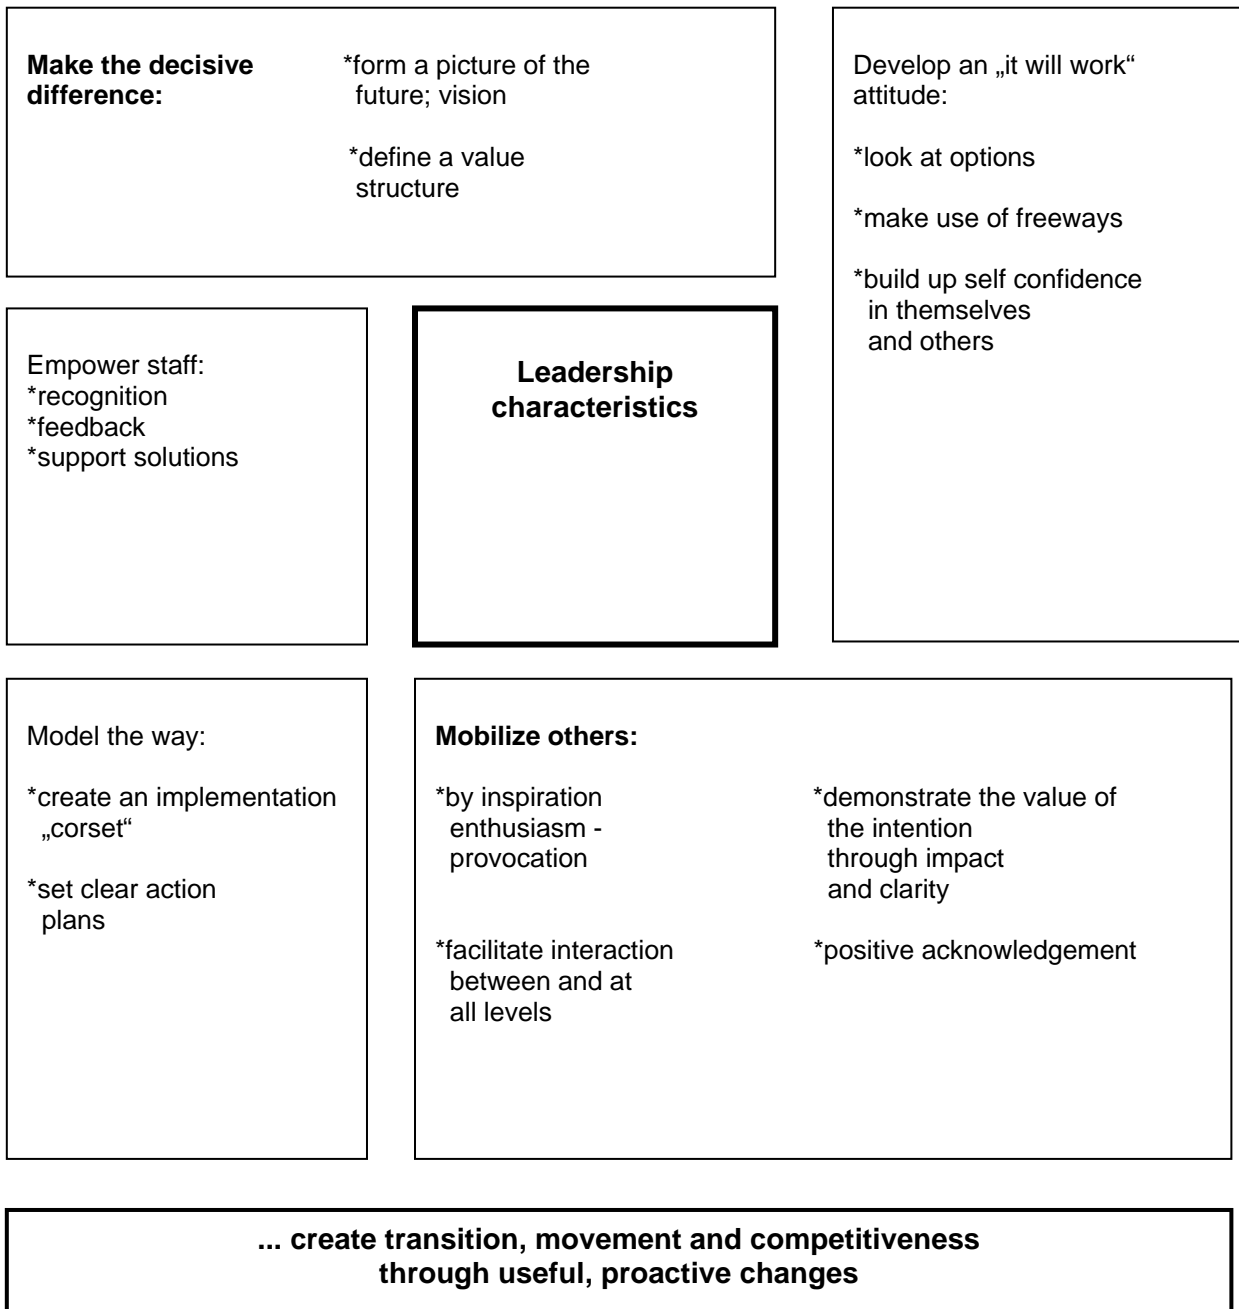 Make the decisive
difference:
*form a picture of the
future; vision
*define a value
structure
Develop an „it will work“
attitude:
*look at options
*make use of freeways
*build up self confidence
in themselves
and others
Empower staff:
*recognition
*feedback
*support solutions
Leadership
characteristics
Model the way:
*create an implementation
„corset“
*set clear action
plans
Mobilize others:
*by inspiration
enthusiasm -
provocation
*demonstrate the value of
the intention
through impact
and clarity
*facilitate interaction
between and at
all levels
*positive acknowledgement
... create transition, movement and competitiveness
through useful, proactive changes